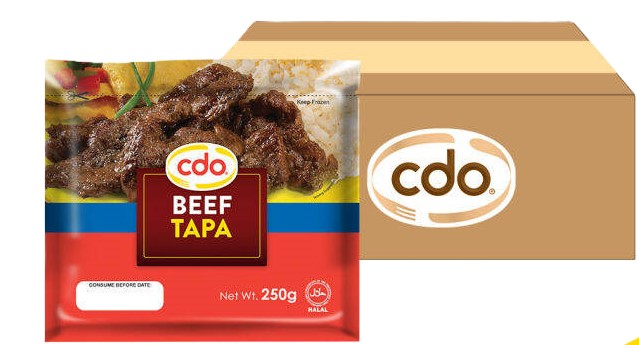 Keep Frozen
cdo
BEEF
TAPA
CONSUME BEFORE DATE:
Net Wt. 250g
HALAL
cdo